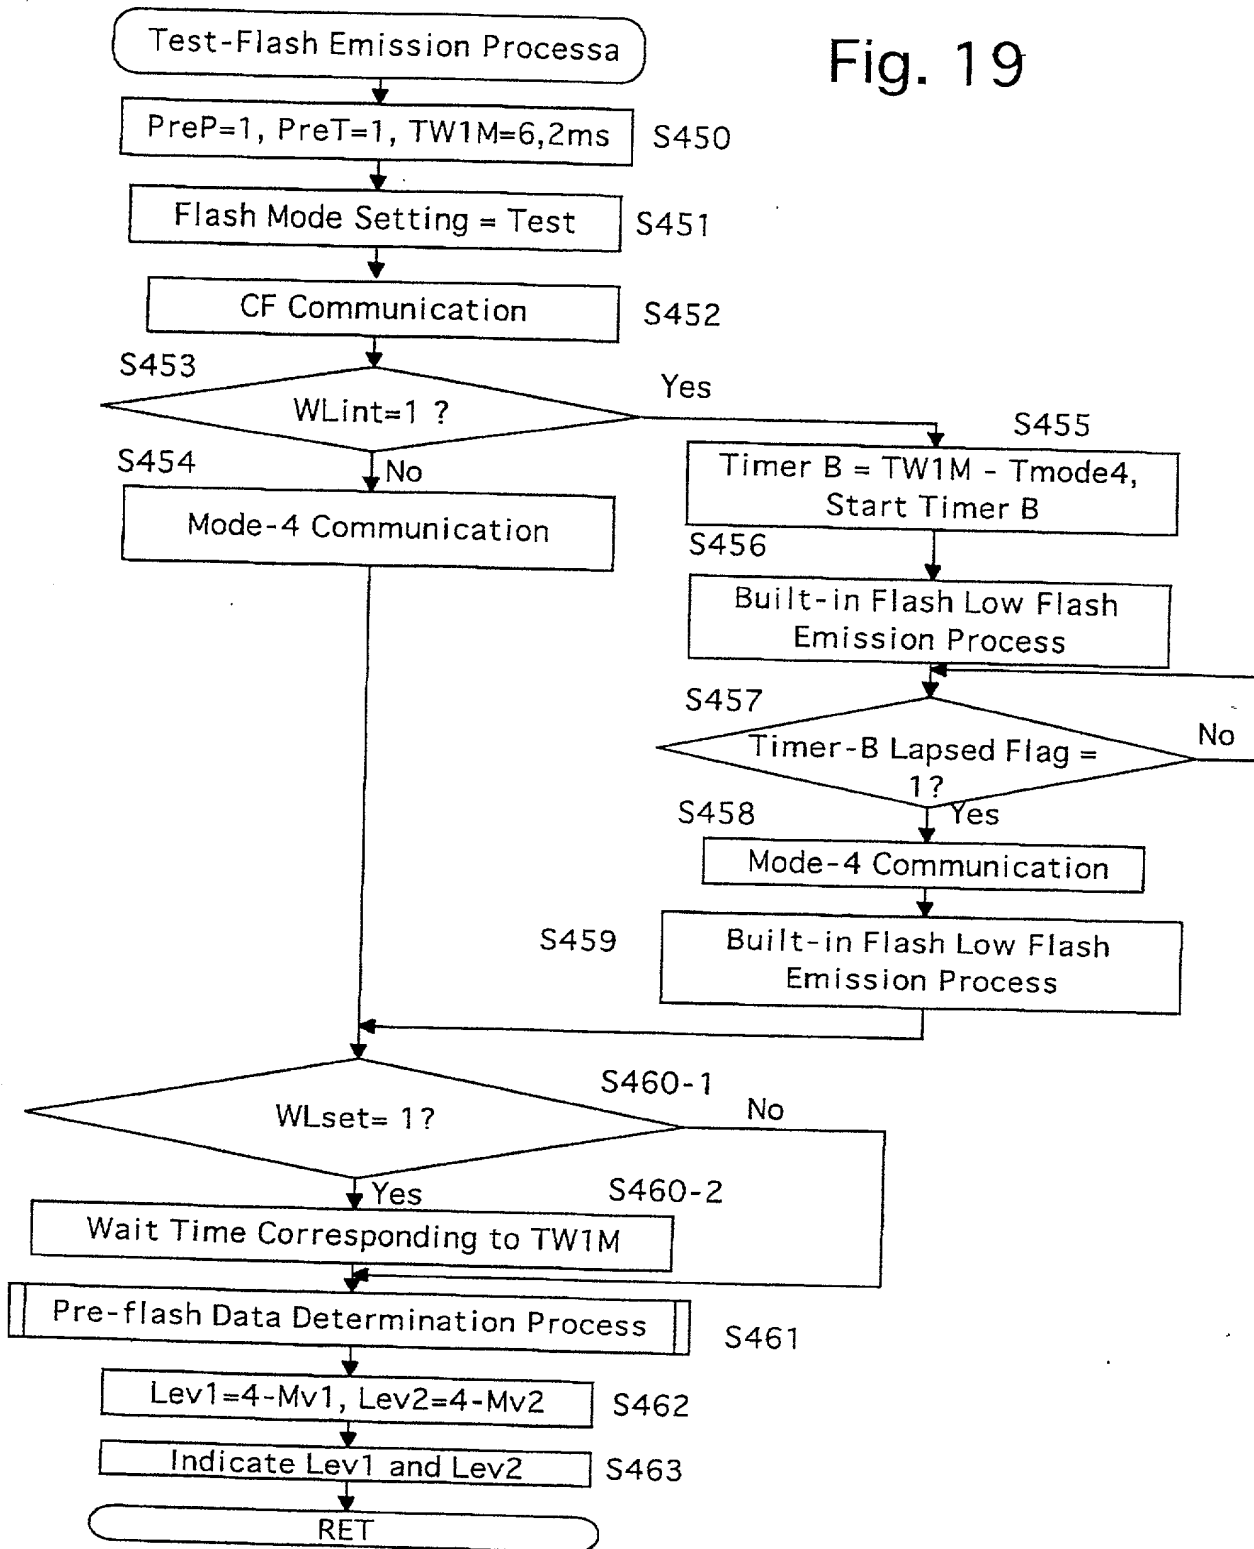 Test-Flash Emission Processa
Fig. 19
PreP=1, PreT=1, TW1M=6,2ms
S450
Flash Mode Setting = Test
S451
CF Communication
S452
S453
WLint=1 ?
Yes
S454
No
Mode-4 Communication
S455
Timer B = TW1M - Tmode4,
Start Timer B
S456
Built-in Flash Low Flash
Emission Process
S457
Timer-B Lapsed Flag =
1?
No
S458
Yes
Mode-4 Communication
S459
Built-in Flash Low Flash
Emission Process
S460-1
WLset= 1?
No
Yes
S460-2
Wait Time Corresponding to TW1M
Pre-flash Data Determination Process
S461
Lev1=4-Mv1, Lev2=4-Mv2
S462
Indicate Lev1 and Lev2
S463
RET